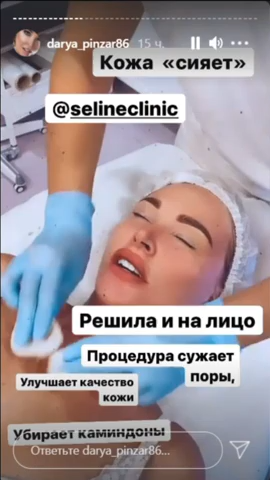 darya_pinzar86 15 ч.
Кожа «сияет»
@selineclinic
Решила и на лицо
Процедура сужает
поры,
Улучшает качество
кожи
Убирает каминдоны
Ответьте darya_pinzar86...